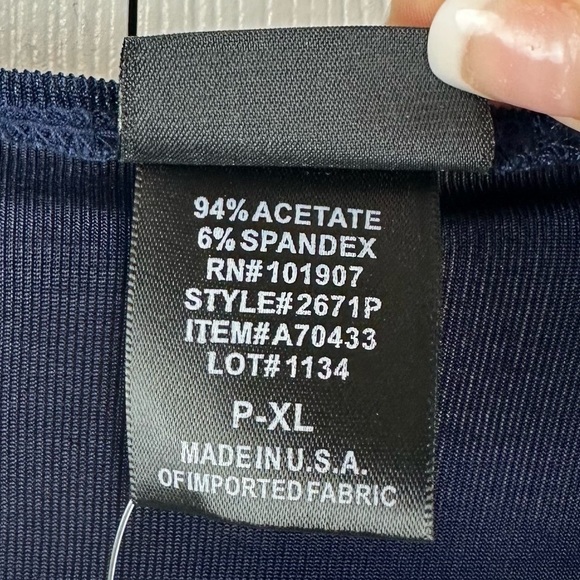 94% ACETATE
6% SPANDEX
RN#101907
STYLE#2671P
ITEM#A70433
LOT#1134
P-XL
MADE IN U.S.A.
OF IMPORTED FABRIC